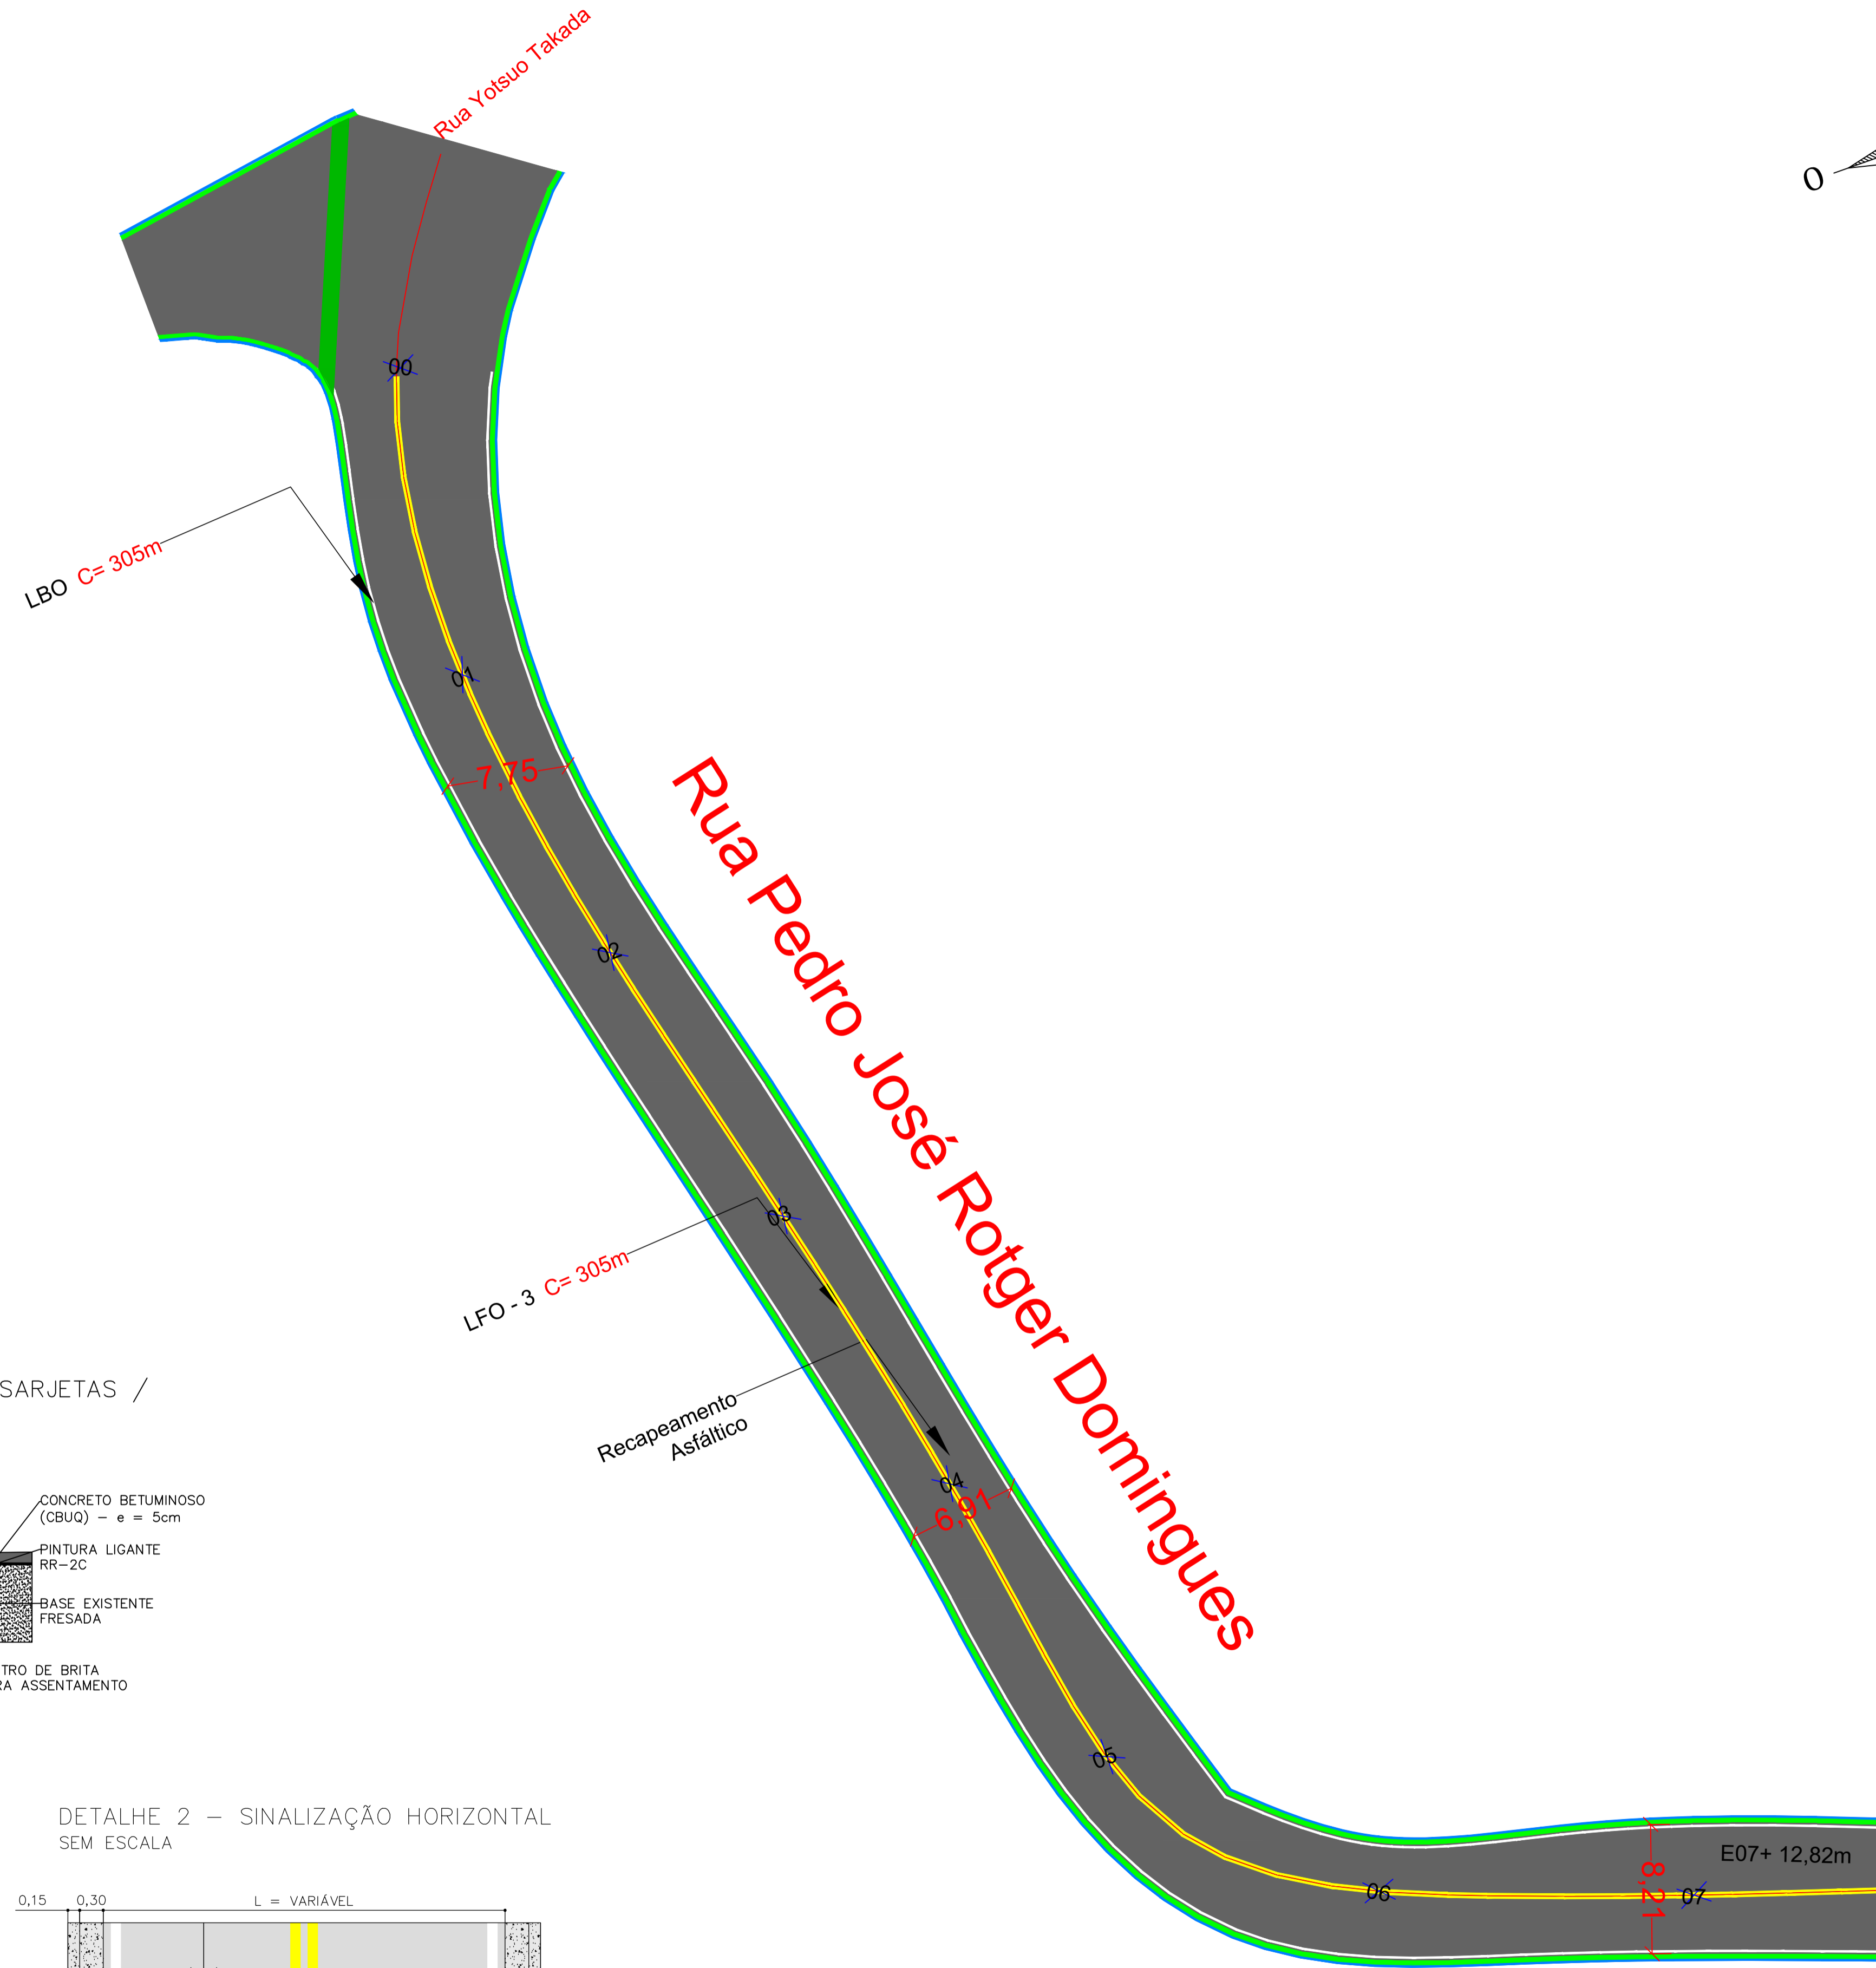 Rua Yotsuo Takada
O
00
LBO C= 305m
01
7,75
Rua Pedro José Rotger Domingues
02
03
LFO - 3 C= 305m
Recapeamento
Asfáltico
04
6,91
SARJETAS /
CONCRETO BETUMINOSO
(CBUQ) - e = 5cm
PINTURA LIGANTE
RR-2C
BASE EXISTENTE
FRESADA
TRO DE BRITA
RA ASSENTAMENTO
05
DETALHE 2 - SINALIZAÇÃO HORIZONTAL
SEM ESCALA
E07+ 12,82m
8,21
06
07
0,15 0,30 L = VARIÁVEL